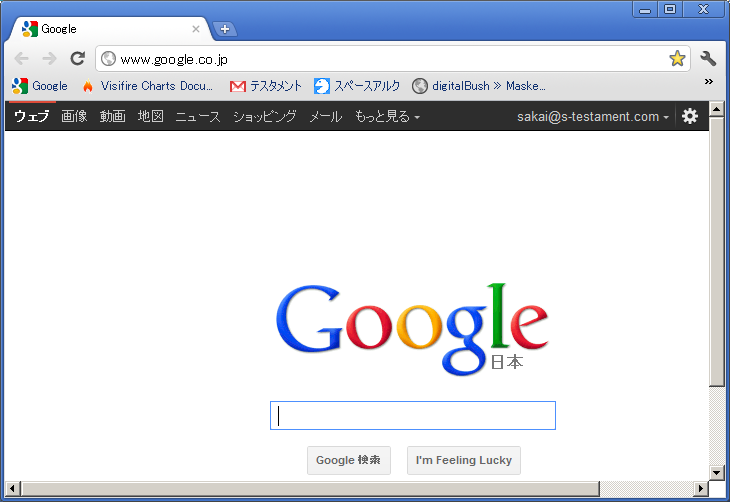 Google
www.google.co.jp
Google Visifire Charts Docu... テスタメント スペースアルク digitalBush » Maske... »
ウェブ 画像 動画 地図 ニュース ショッピング メール もっと見る sakai@s-testament.com
Google
日本
Google 検索 I'm Feeling Lucky